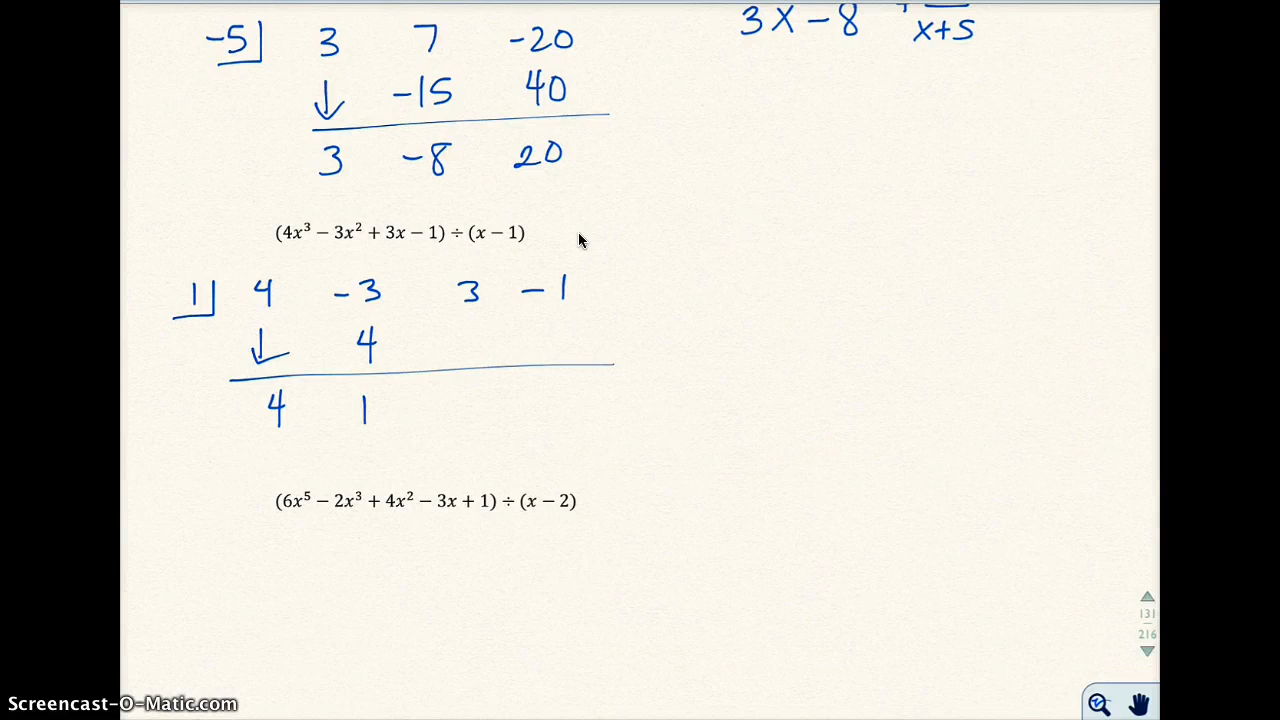 -5 3 7 -20
3x - 8 + x+5
-15 40
3 -8 20
(4x³ − 3x² + 3x − 1) ÷ (x − 1)
1 4 -3 3 -1
4
4 1
(6x⁵ − 2x³ + 4x² − 3x + 1) ÷ (x − 2)
131
216
Screencast-O-Matic.com